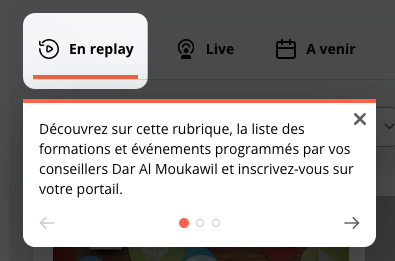 En replay Live A venir
Découvrez sur cette rubrique, la liste des
formations et événements programmés par vos
conseillers Dar Al Moukawil et inscrivez-vous sur
votre portail.